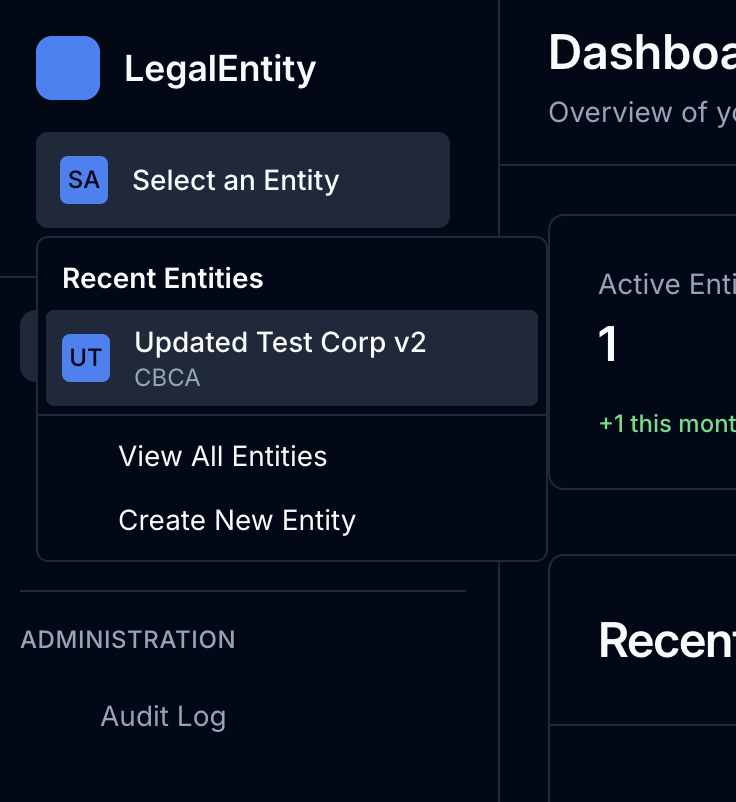 LegalEntity
SA
Select an Entity
Recent Entities
UT
Updated Test Corp v2
CBCA
View All Entities
Create New Entity
ADMINISTRATION
Audit Log
Dashboa
Overview of yo
Active Enti
1
+1 this mont
Recent